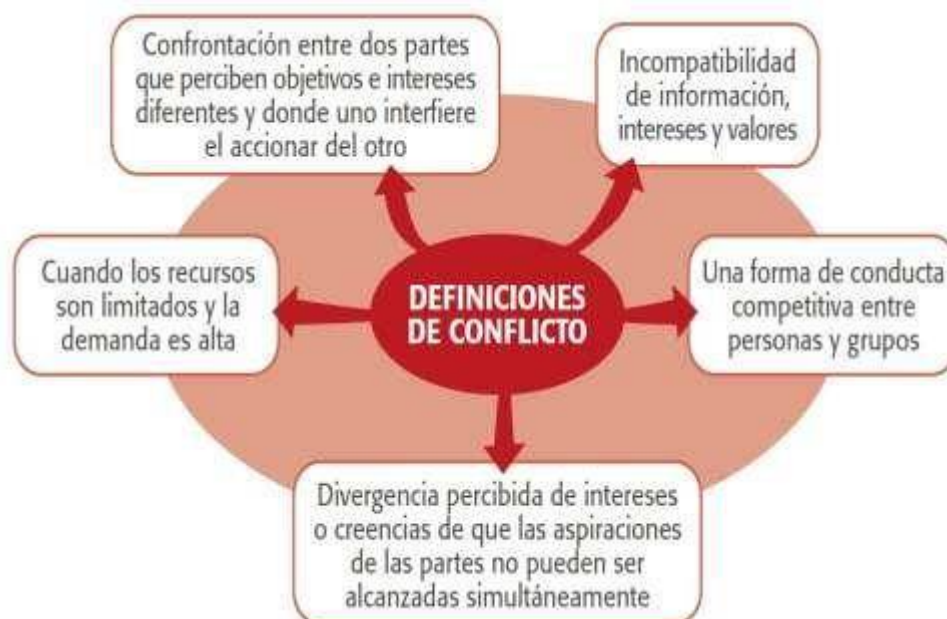 Confrontación entre dos partes
que perciben objetivos e intereses
diferentes y donde uno interfiere
el accionar del otro
Incompatibilidad
de información,
intereses y valores
Cuando los recursos
son limitados y la
demanda es alta
DEFINICIONES
DE CONFLICTO
Una forma de conducta
competitiva entre
personas y grupos
Divergencia percibida de intereses
o creencias de que las aspiraciones
de las partes no pueden ser
alcanzadas simultáneamente